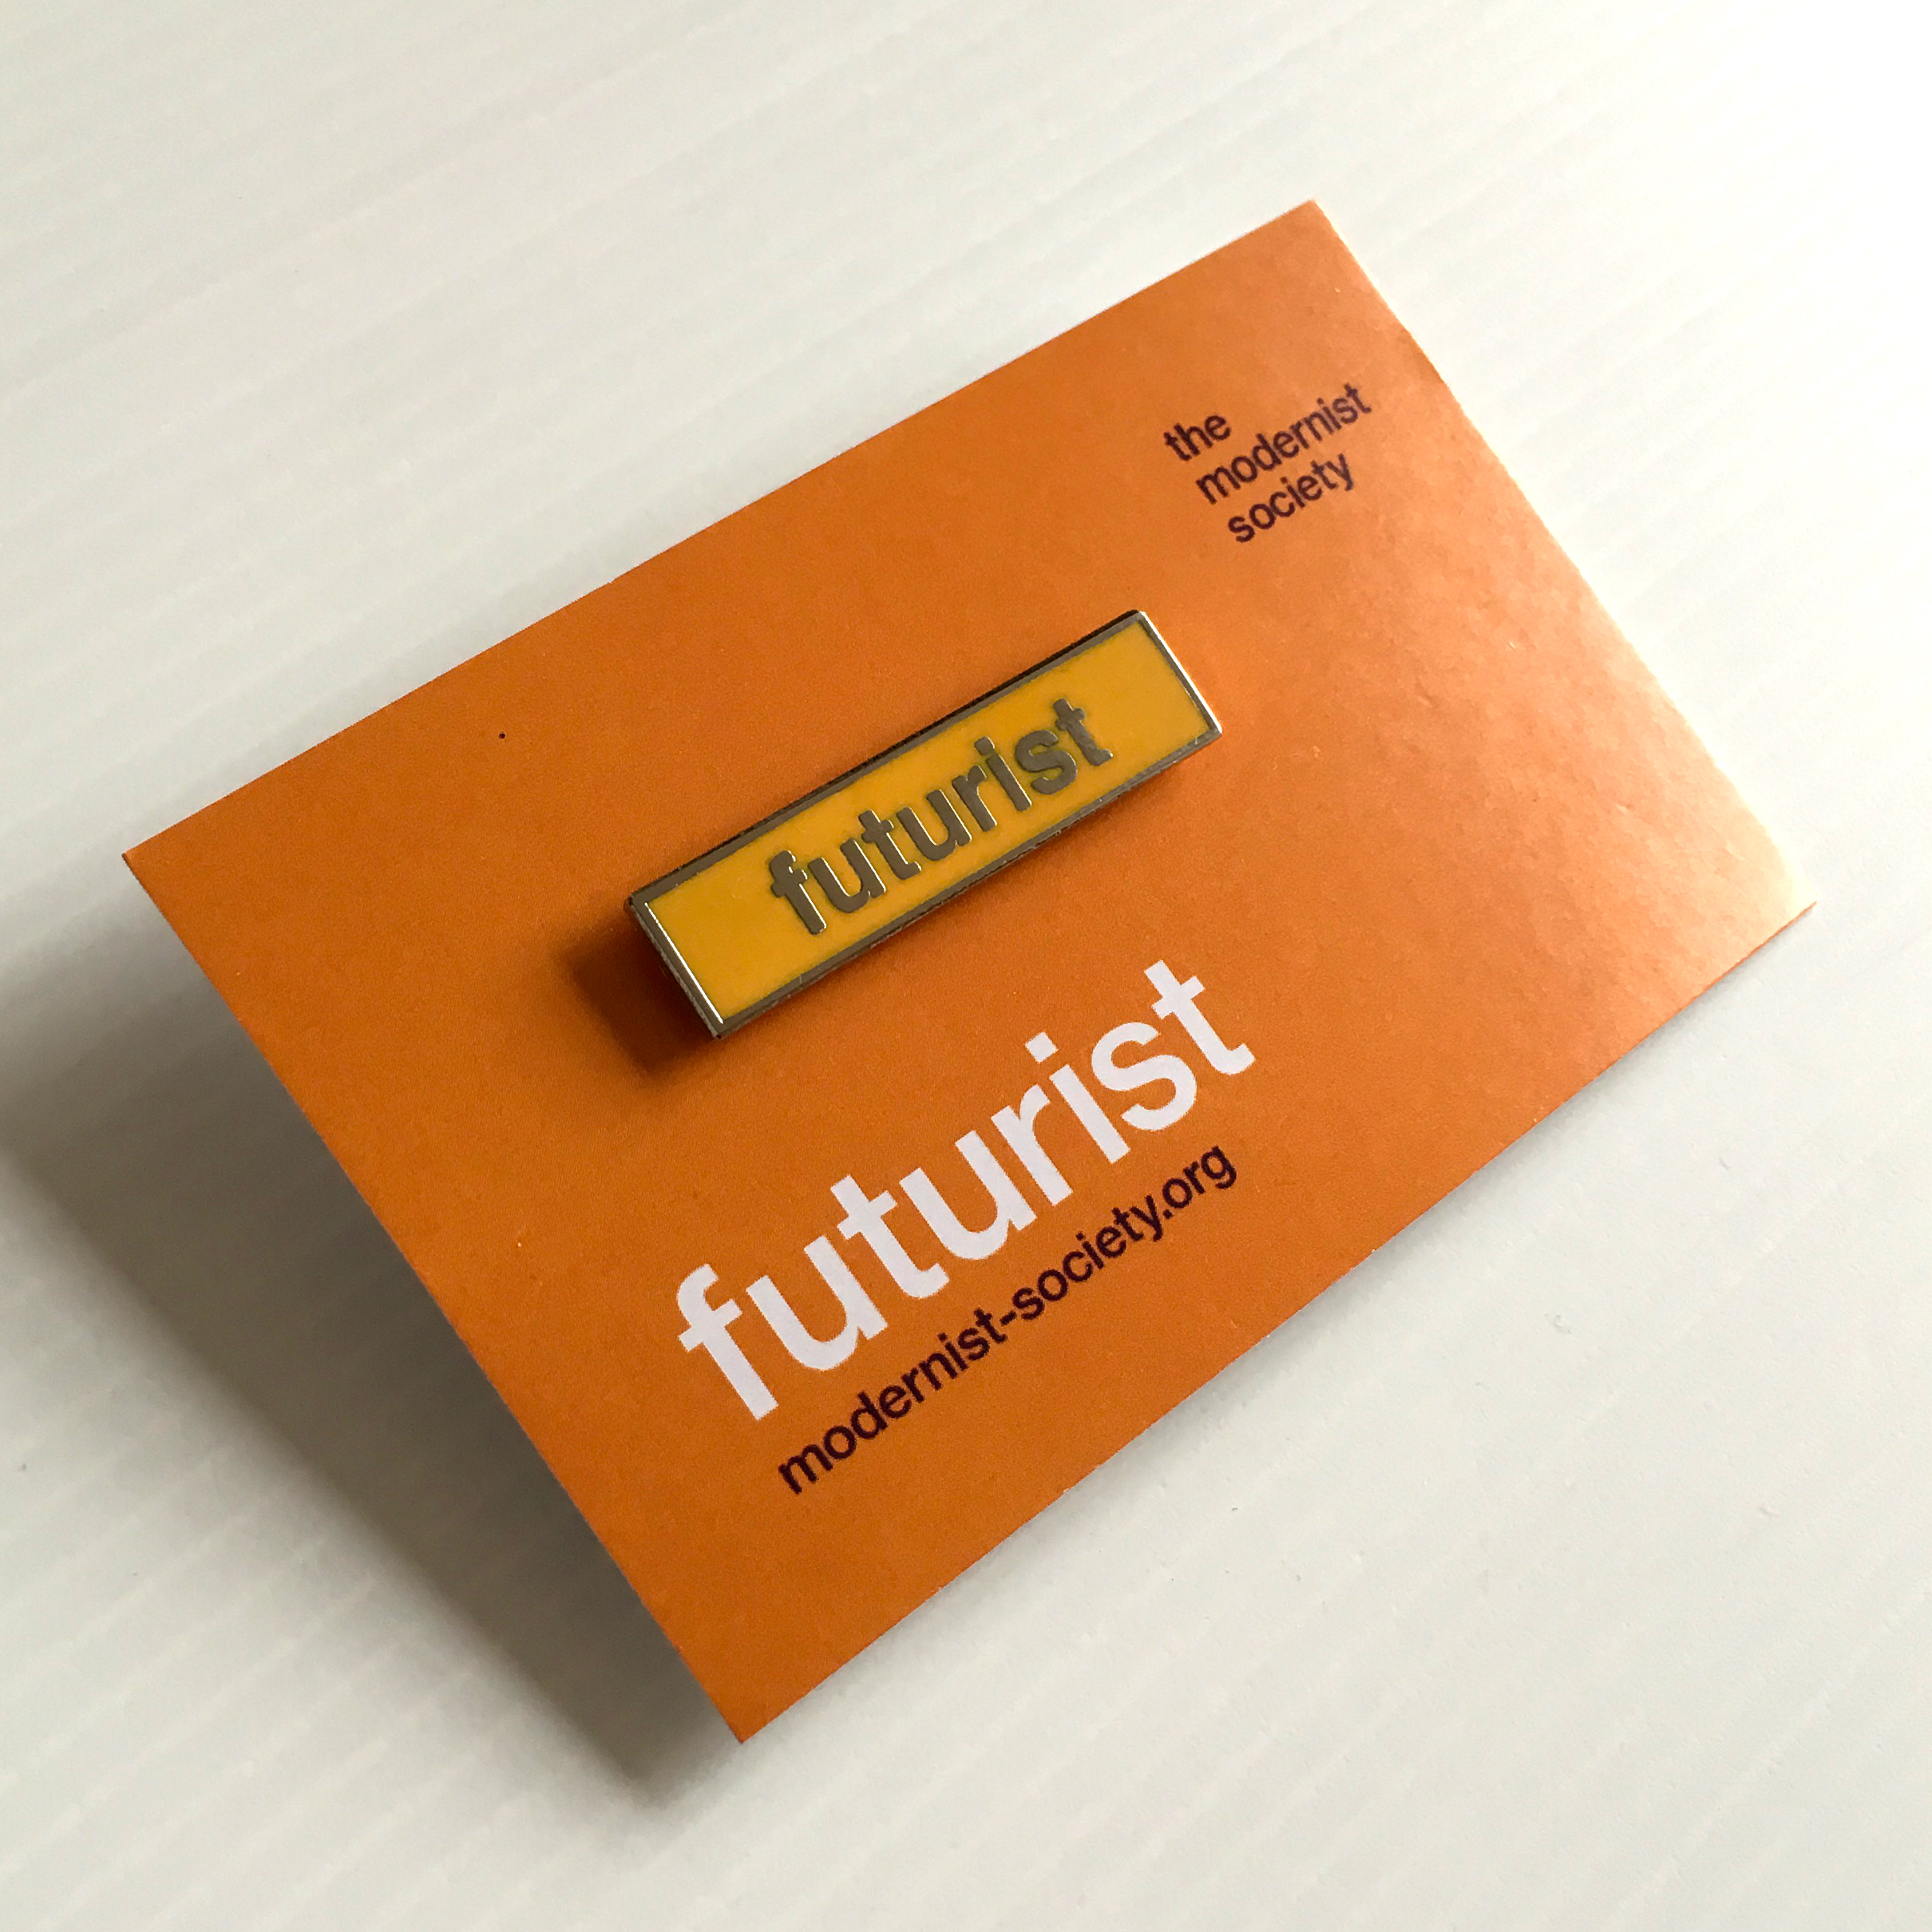 the
modernist
society
futurist
futurist
modernist-society.org